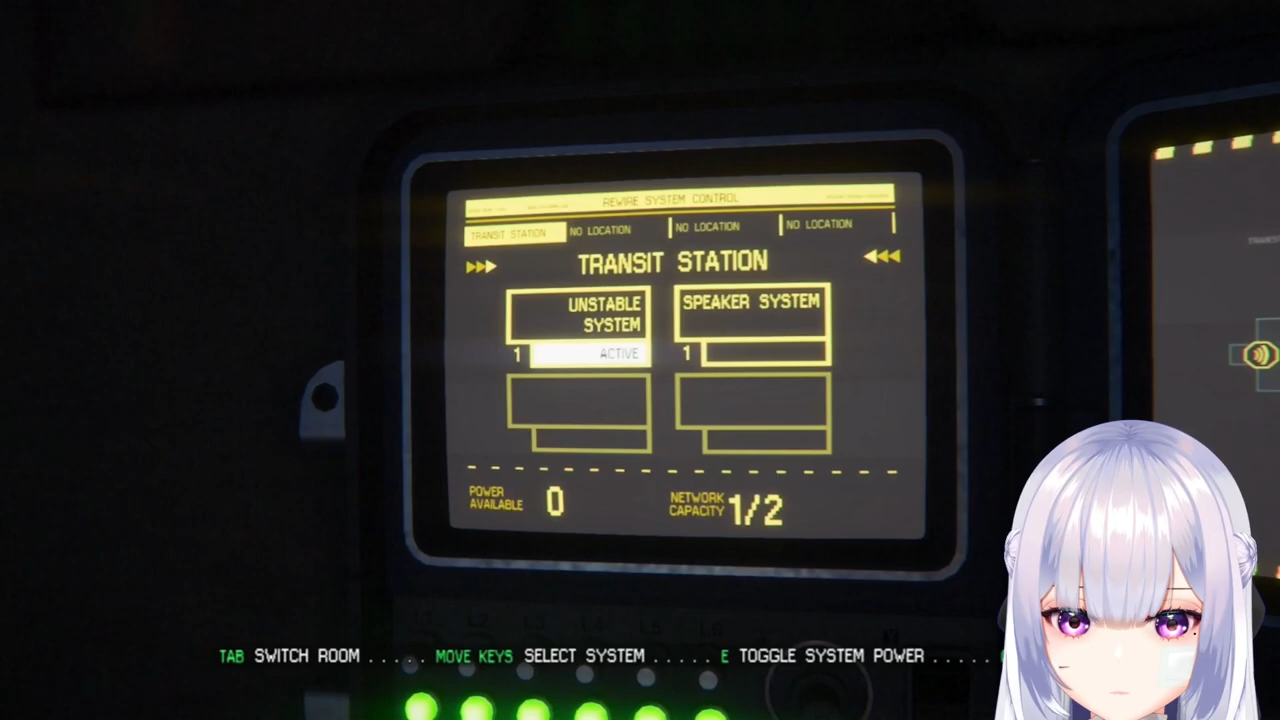 REWIRE SYSTEM CONTROL
TRANSIT STATION NO LOCATION NO LOCATION NO LOCATION
TRANSIT STATION
UNSTABLE SYSTEM
1 ACTIVE
SPEAKER SYSTEM
1
POWER AVAILABLE 0
NETWORK CAPACITY 1/2
TAB SWITCH ROOM ..... MOVE KEYS SELECT SYSTEM ..... E TOGGLE SYSTEM POWER .....